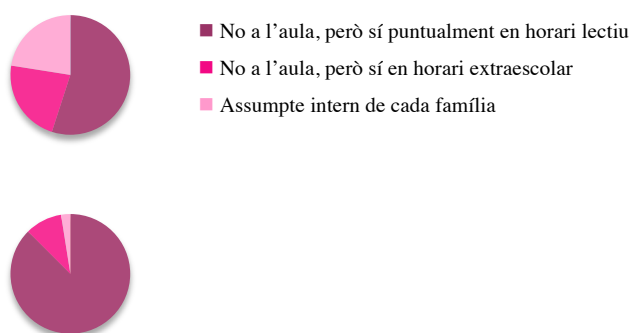 No a l’aula, però sí puntualment en horari lectiu
No a l’aula, però sí en horari extraescolar
Assumpte intern de cada família